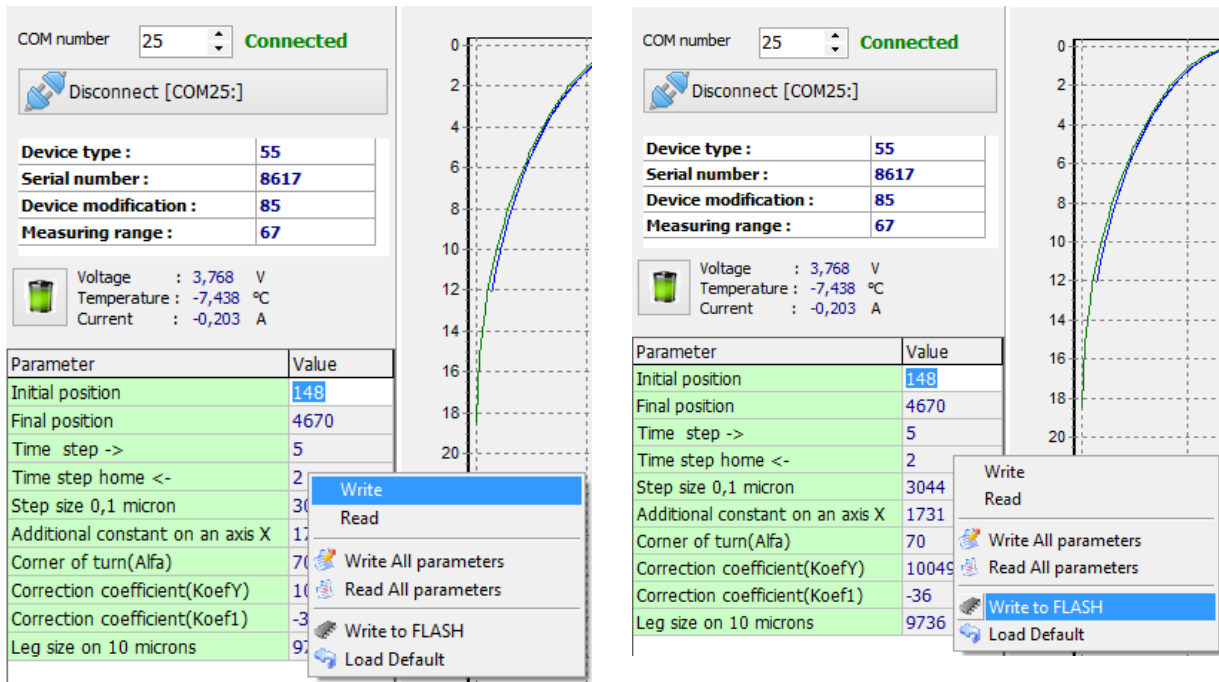 COM number 25 Connected
Disconnect [COM25:]
Device type : 55
Serial number : 8617
Device modification : 85
Measuring range : 67
Voltage : 3,768 V
Temperature : -7,438 ºC
Current : -0,203 A
Parameter Value
Initial position 148
Final position 4670
Time step -> 5
Time step home <- 2
Step size 0,1 micron 30
Additional constant on an axis X 17
Corner of turn(Alfa) 70
Correction coefficient(KoefY) 10
Correction coefficient(Koef1) -3
Leg size on 10 microns 97
Write
Read
Write All parameters
Read All parameters
Write to FLASH
Load Default
0
2
4
6
8
10
12
14
16
18
20
COM number 25 Connected
Disconnect [COM25:]
Device type : 55
Serial number : 8617
Device modification : 85
Measuring range : 67
Voltage : 3,768 V
Temperature : -7,438 ºC
Current : -0,203 A
Parameter Value
Initial position 148
Final position 4670
Time step -> 5
Time step home <- 2
Step size 0,1 micron 3044
Additional constant on an axis X 1731
Corner of turn(Alfa) 70
Correction coefficient(KoefY) 10049
Correction coefficient(Koef1) -36
Leg size on 10 microns 9736
Write
Read
Write All parameters
Read All parameters
Write to FLASH
Load Default
0
2
4
6
8
10
12
14
16
18
20